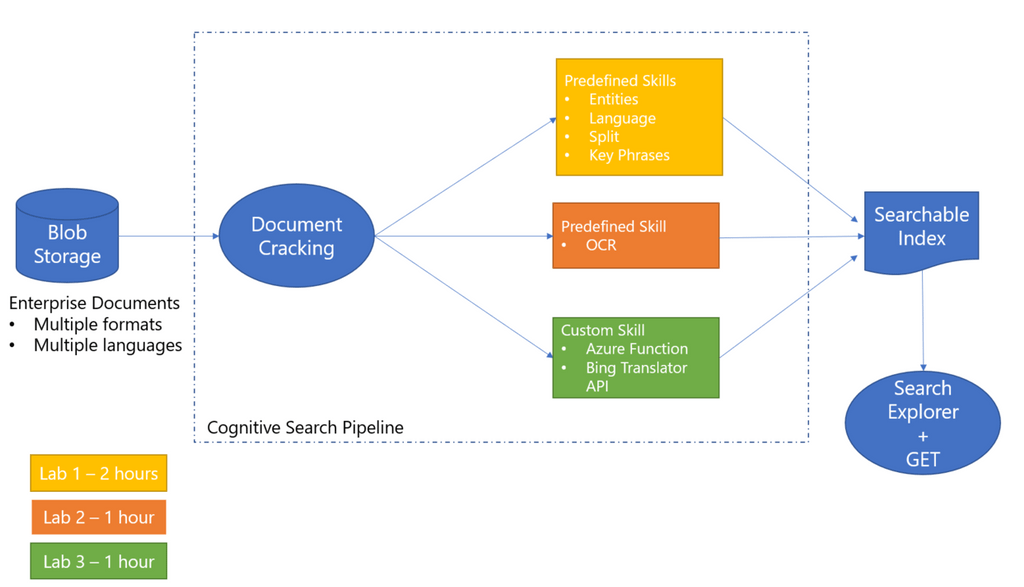 Blob
Storage
Enterprise Documents
• Multiple formats
• Multiple languages
Document
Cracking
Predefined Skills
• Entities
• Language
• Split
• Key Phrases
Predefined Skill
• OCR
Custom Skill
• Azure Function
• Bing Translator
API
Cognitive Search Pipeline
Searchable
Index
Search
Explorer
+
GET
Lab 1 – 2 hours
Lab 2 – 1 hour
Lab 3 – 1 hour